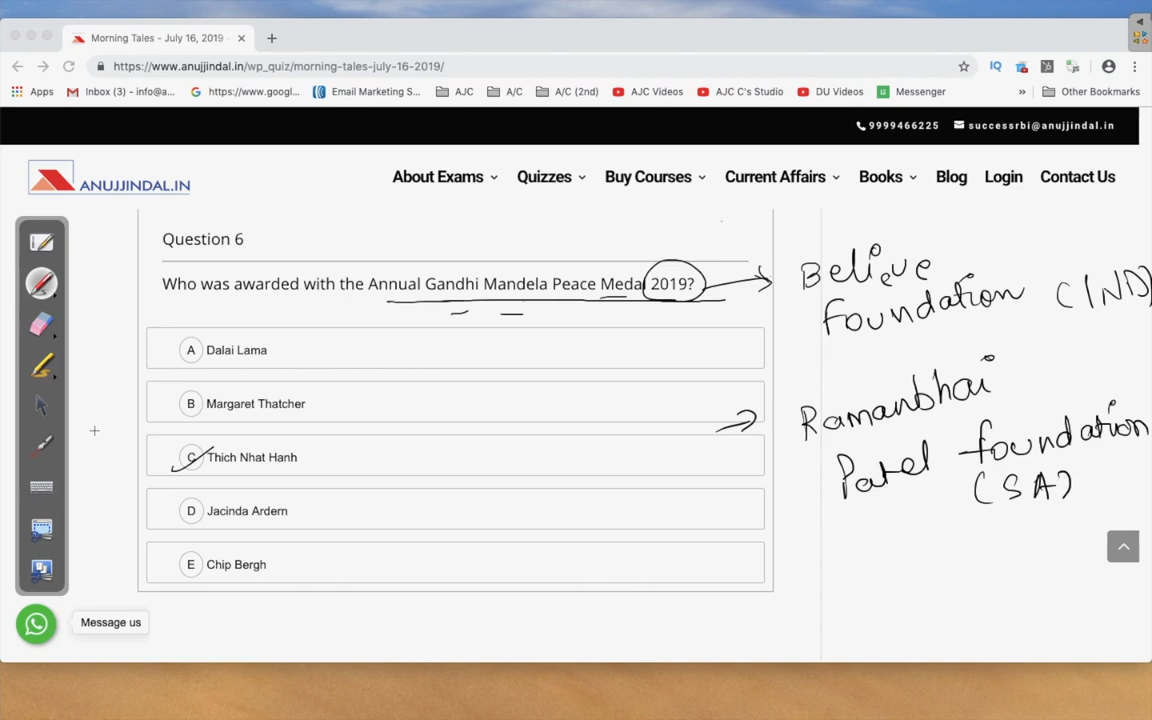 Morning Tales - July 16, 2019 -
https://www.anujjindal.in/wp_quiz/morning-tales-july-16-2019/
Apps Inbox (3) - info@a... https://www.googl... Email Marketing S... AJC A/C A/C (2nd) AJC Videos AJC C's Studio DU Videos Messenger » Other Bookmarks
9999466225 successrbi@anujjindal.in
ANUJJINDAL.IN About Exams Quizzes Buy Courses Current Affairs Books Blog Login Contact Us
Question 6
Who was awarded with the Annual Gandhi Mandela Peace Meda 2019?
A Dalai Lama
B Margaret Thatcher
C Thich Nhat Hanh
D Jacinda Ardern
E Chip Bergh
Believe
Foundation (IND)
Ramanbhai
Patel foundation
(SA)
Message us